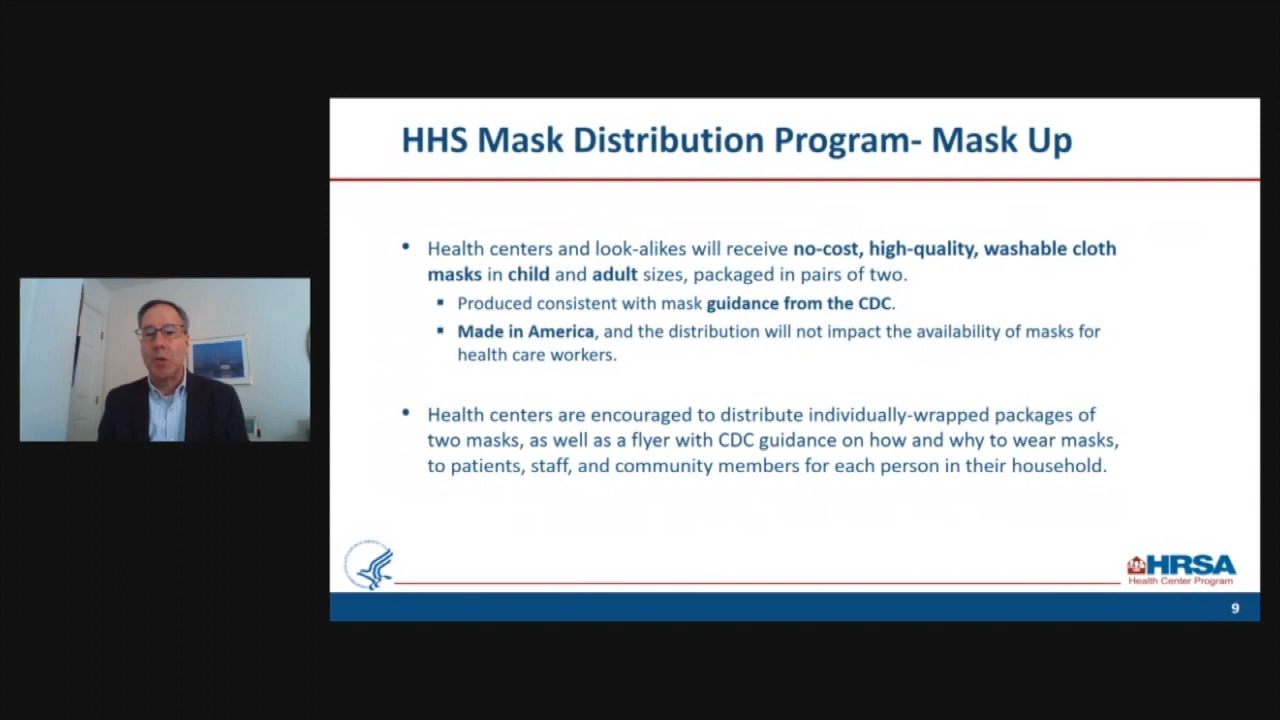 HHS Mask Distribution Program- Mask Up
• Health centers and look-alikes will receive no-cost, high-quality, washable cloth
masks in child and adult sizes, packaged in pairs of two.
▪ Produced consistent with mask guidance from the CDC.
▪ Made in America, and the distribution will not impact the availability of masks for
health care workers.
• Health centers are encouraged to distribute individually-wrapped packages of
two masks, as well as a flyer with CDC guidance on how and why to wear masks,
to patients, staff, and community members for each person in their household.
HRSA
Health Center Program
9